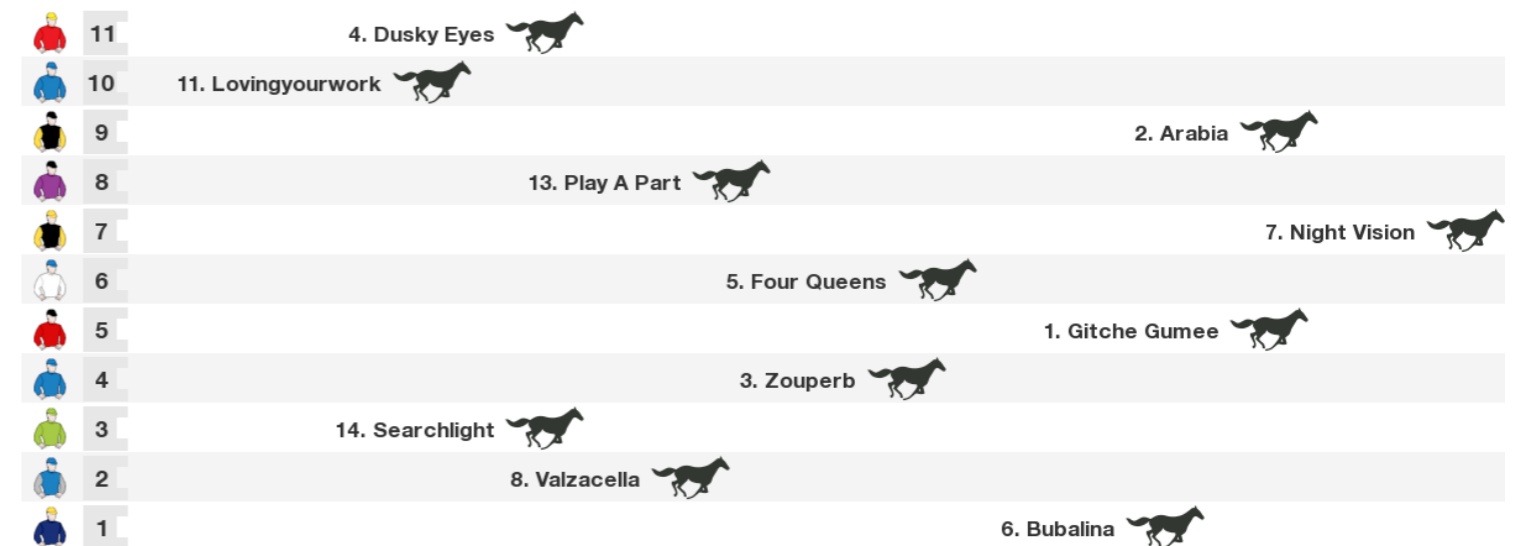 11 4. Dusky Eyes
10 11. Lovingyourwork
9 2. Arabia
8 13. Play A Part
7 7. Night Vision
6 5. Four Queens
5 1. Gitche Gumee
4 3. Zouperb
3 14. Searchlight
2 8. Valzacella
1 6. Bubalina